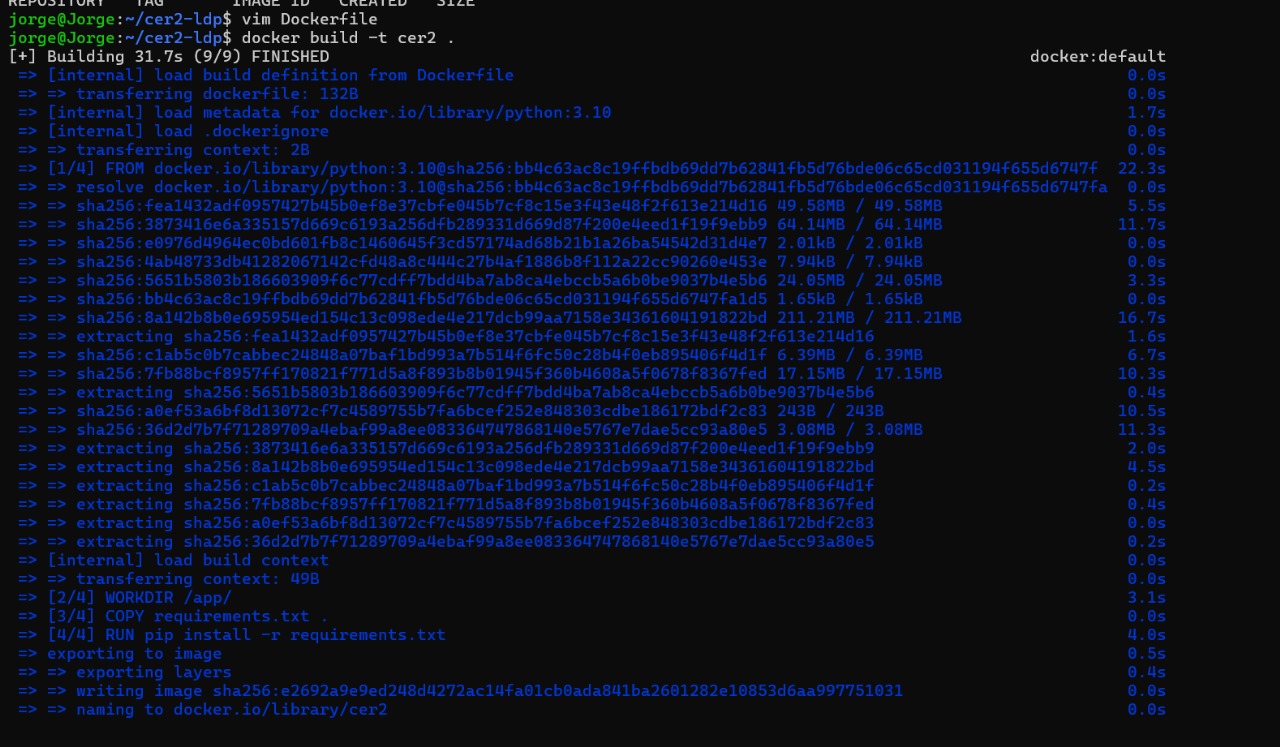 REPOSITORY   TAG       IMAGE ID   CREATED   SIZE
jorge@Jorge:~/cer2-ldp$ vim Dockerfile
jorge@Jorge:~/cer2-ldp$ docker build -t cer2 .
[+] Building 31.7s (9/9) FINISHED docker:default
=> [internal] load build definition from Dockerfile 0.0s
=> => transferring dockerfile: 132B 0.0s
=> [internal] load metadata for docker.io/library/python:3.10 1.7s
=> [internal] load .dockerignore 0.0s
=> => transferring context: 2B 0.0s
=> [1/4] FROM docker.io/library/python:3.10@sha256:bb4c63ac8c19ffbdb69dd7b62841fb5d76bde06c65cd031194f655d6747f 22.3s
=> => resolve docker.io/library/python:3.10@sha256:bb4c63ac8c19ffbdb69dd7b62841fb5d76bde06c65cd031194f655d6747fa 0.0s
=> => sha256:fea1432adf0957427b45b0ef8e37cbfe045b7cf8c15e3f43e48f2f613e214d16 49.58MB / 49.58MB 5.5s
=> => sha256:3873416e6a335157d669c6193a256dfb289331d669d87f200e4eed1f19f9ebb9 64.14MB / 64.14MB 11.7s
=> => sha256:e0976d4964ec0bd601fb8c1460645f3cd57174ad68b21b1a26ba54542d31d4e7 2.01kB / 2.01kB 0.0s
=> => sha256:4ab48733db41282067142cfd48a8c444c27b4af1886b8f112a22cc90260e453e 7.94kB / 7.94kB 0.0s
=> => sha256:5651b5803b186603909f6c77cdff7bdd4ba7ab8ca4ebccb5a6b0be9037b4e5b6 24.05MB / 24.05MB 3.3s
=> => sha256:bb4c63ac8c19ffbdb69dd7b62841fb5d76bde06c65cd031194f655d6747fa1d5 1.65kB / 1.65kB 0.0s
=> => sha256:8a142b8b0e695954ed154c13c098ede4e217dcb99aa7158e34361604191822bd 211.21MB / 211.21MB 16.7s
=> => extracting sha256:fea1432adf0957427b45b0ef8e37cbfe045b7cf8c15e3f43e48f2f613e214d16 1.6s
=> => sha256:c1ab5c0b7cabbec24848a07baf1bd993a7b514f6fc50c28b4f0eb895406f4d1f 6.39MB / 6.39MB 6.7s
=> => sha256:7fb88bcf8957ff170821f771d5a8f893b8b01945f360b4608a5f0678f8367fed 17.15MB / 17.15MB 10.3s
=> => extracting sha256:5651b5803b186603909f6c77cdff7bdd4ba7ab8ca4ebccb5a6b0be9037b4e5b6 0.4s
=> => sha256:a0ef53a6bf8d13072cf7c4589755b7fa6bcef252e848303cdbe186172bdf2c83 243B / 243B 10.5s
=> => sha256:36d2d7b7f71289709a4ebaf99a8ee083364747868140e5767e7dae5cc93a80e5 3.08MB / 3.08MB 11.3s
=> => extracting sha256:3873416e6a335157d669c6193a256dfb289331d669d87f200e4eed1f19f9ebb9 2.0s
=> => extracting sha256:8a142b8b0e695954ed154c13c098ede4e217dcb99aa7158e34361604191822bd 4.5s
=> => extracting sha256:c1ab5c0b7cabbec24848a07baf1bd993a7b514f6fc50c28b4f0eb895406f4d1f 0.2s
=> => extracting sha256:7fb88bcf8957ff170821f771d5a8f893b8b01945f360b4608a5f0678f8367fed 0.4s
=> => extracting sha256:a0ef53a6bf8d13072cf7c4589755b7fa6bcef252e848303cdbe186172bdf2c83 0.0s
=> => extracting sha256:36d2d7b7f71289709a4ebaf99a8ee083364747868140e5767e7dae5cc93a80e5 0.2s
=> [internal] load build context 0.0s
=> => transferring context: 49B 0.0s
=> [2/4] WORKDIR /app/ 3.1s
=> [3/4] COPY requirements.txt . 0.0s
=> [4/4] RUN pip install -r requirements.txt 4.0s
=> exporting to image 0.5s
=> => exporting layers 0.4s
=> => writing image sha256:e2692a9e9ed248d4272ac14fa01cb0ada841ba2601282e10853d6aa997751031 0.0s
=> => naming to docker.io/library/cer2 0.0s